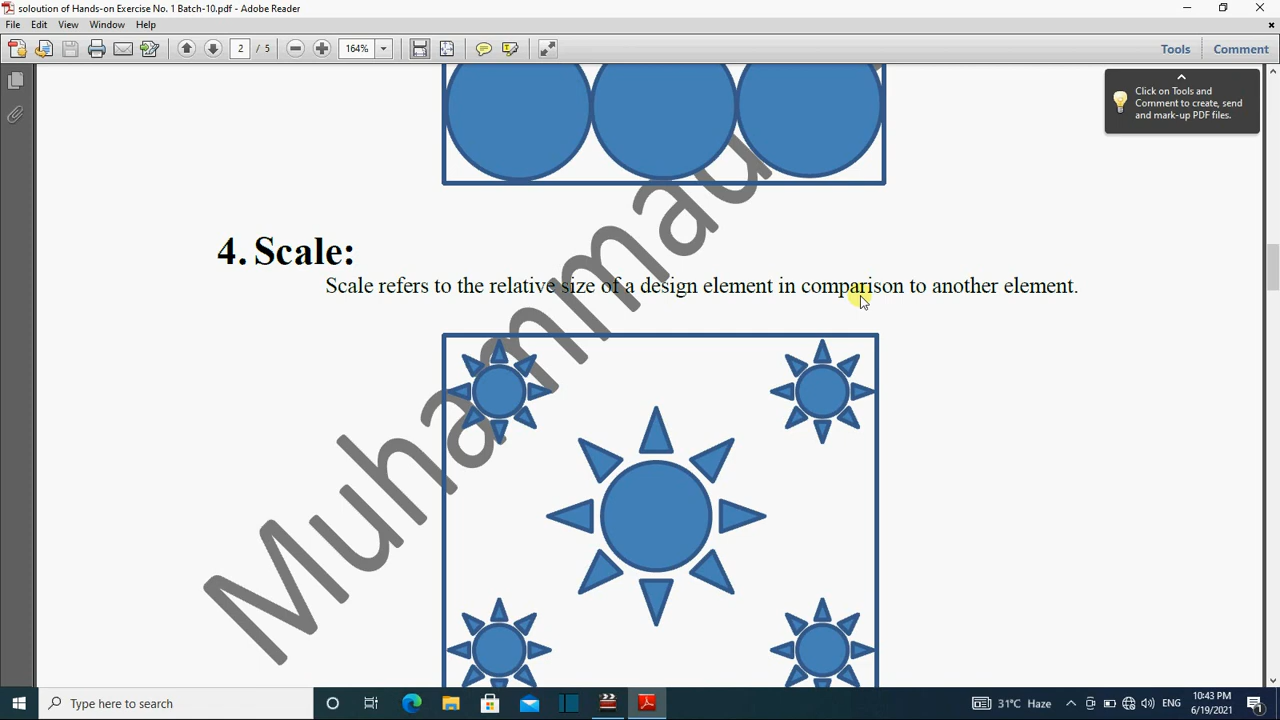 soloution of Hands-on Exercise No. 1 Batch-10.pdf - Adobe Reader
File Edit View Window Help
2 / 5 164% Tools Comment
Click on Tools and
Comment to create, send
and mark-up PDF files.
4. Scale:
Scale refers to the relative size of a design element in comparison to another element.
Muhammad
Type here to search
31°C Haze ENG
10:43 PM
6/19/2021
1